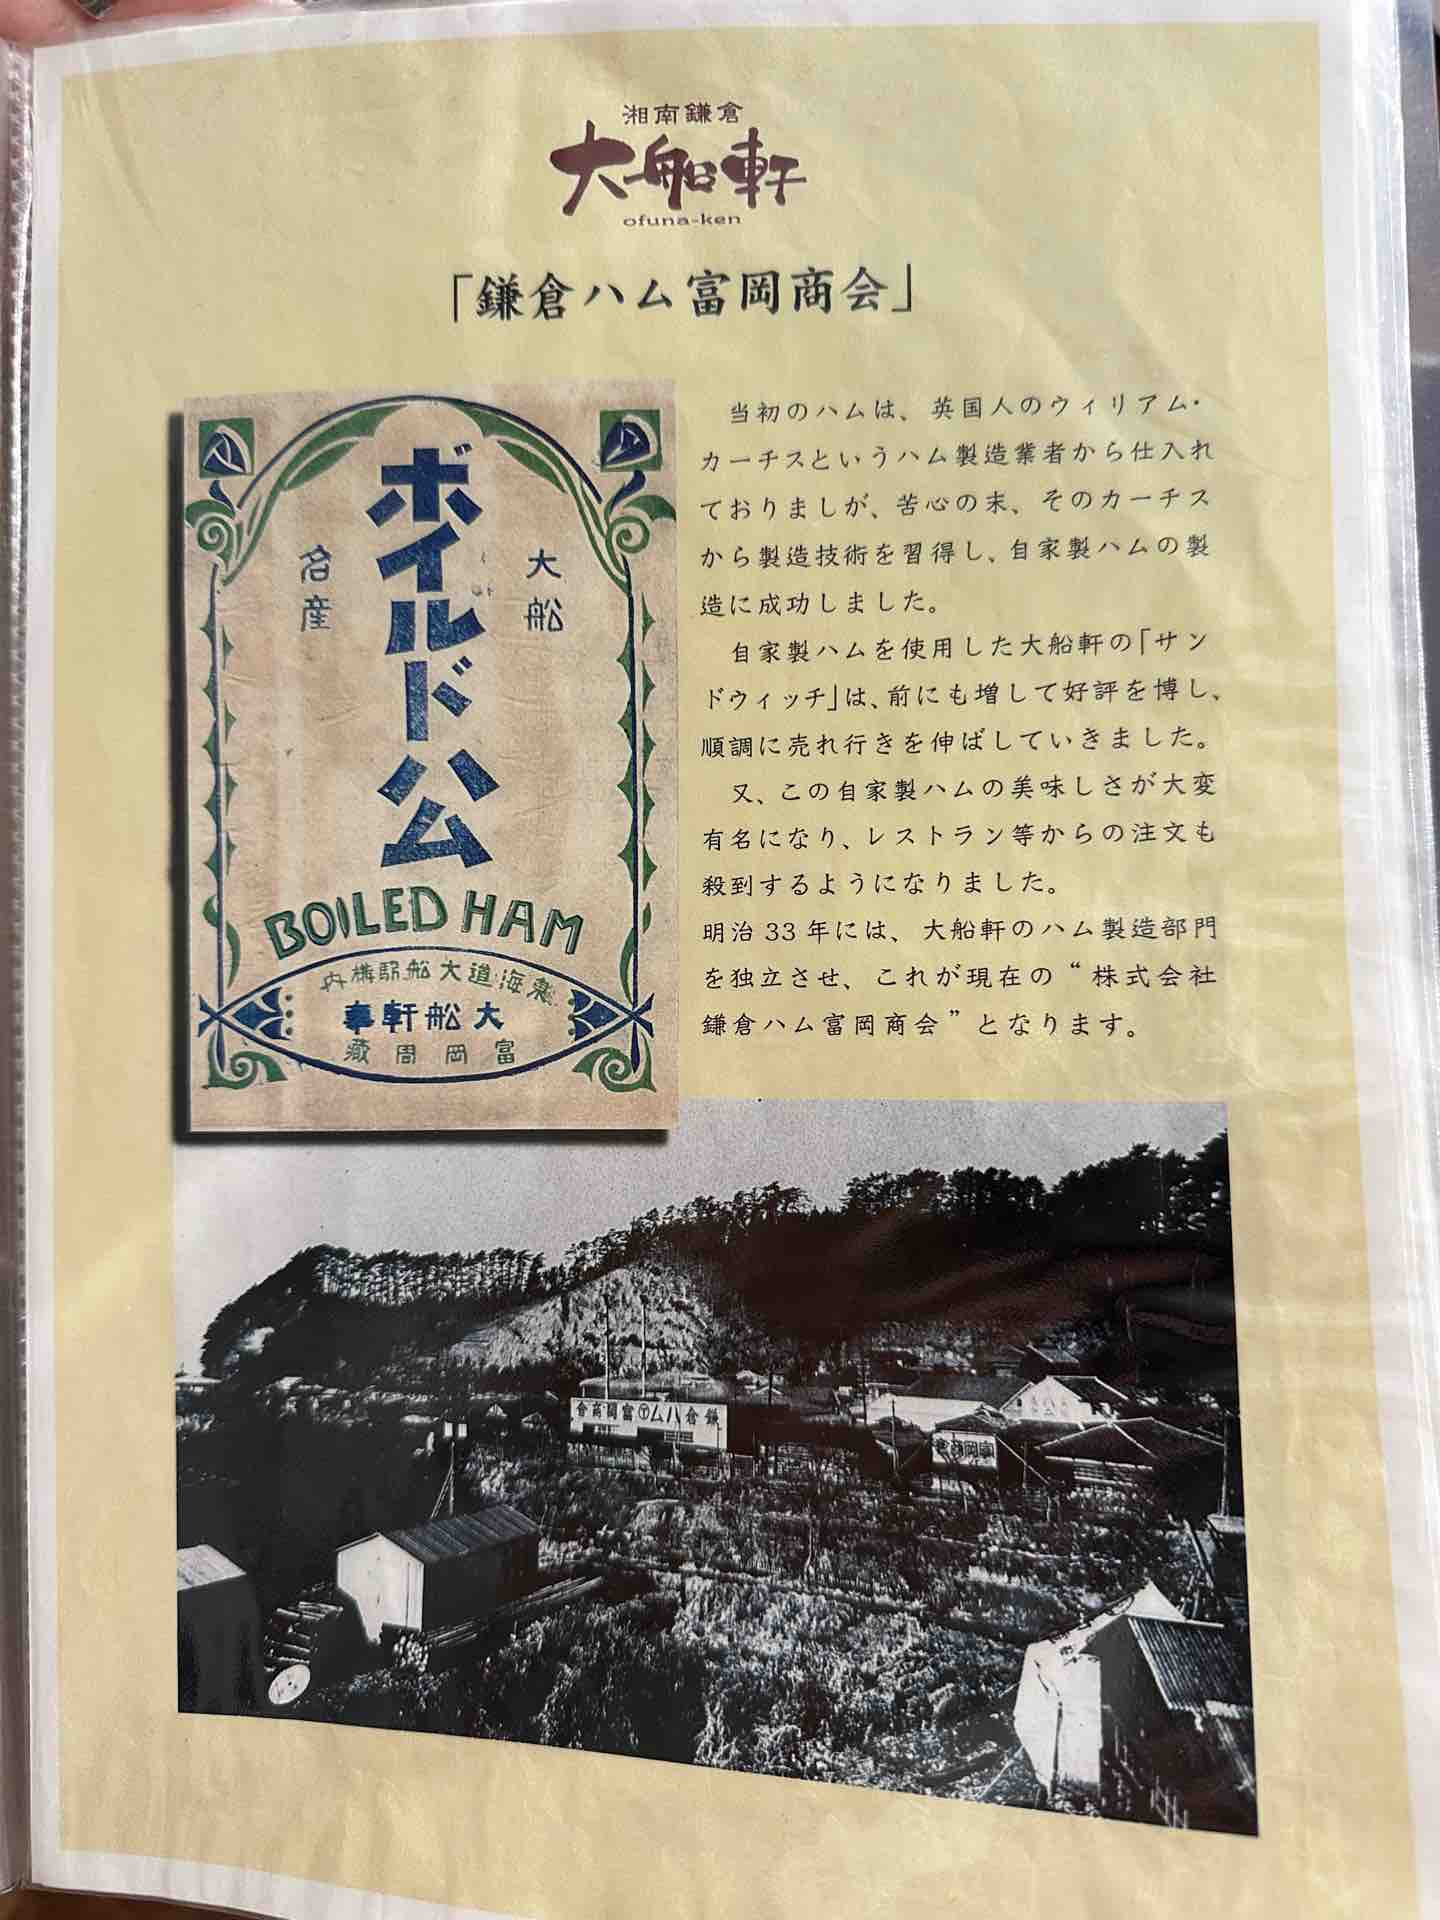 湘南鎌倉
大船軒
ofuna-ken
「鎌倉ハム富岡商会」
大船
名産
ボイルドハム
BOILED HAM
東海道大船駅構内
大船軒
富岡周蔵
当初のハムは、英国人のウィリアム・
カーチスというハム製造業者から仕入れ
ておりましが、苦心の末、そのカーチス
から製造技術を習得し、自家製ハムの製
造に成功しました。
自家製ハムを使用した大船軒の「サン
ドウィッチ」は、前にも増して好評を博し、
順調に売れ行きを伸ばしていきました。
又、この自家製ハムの美味しさが大変
有名になり、レストラン等からの注文も
殺到するようになりました。
明治33年には、大船軒のハム製造部門
を独立させ、これが現在の“株式会社
鎌倉ハム富岡商会”となります。
鎌倉ハム富岡商會
富岡商會